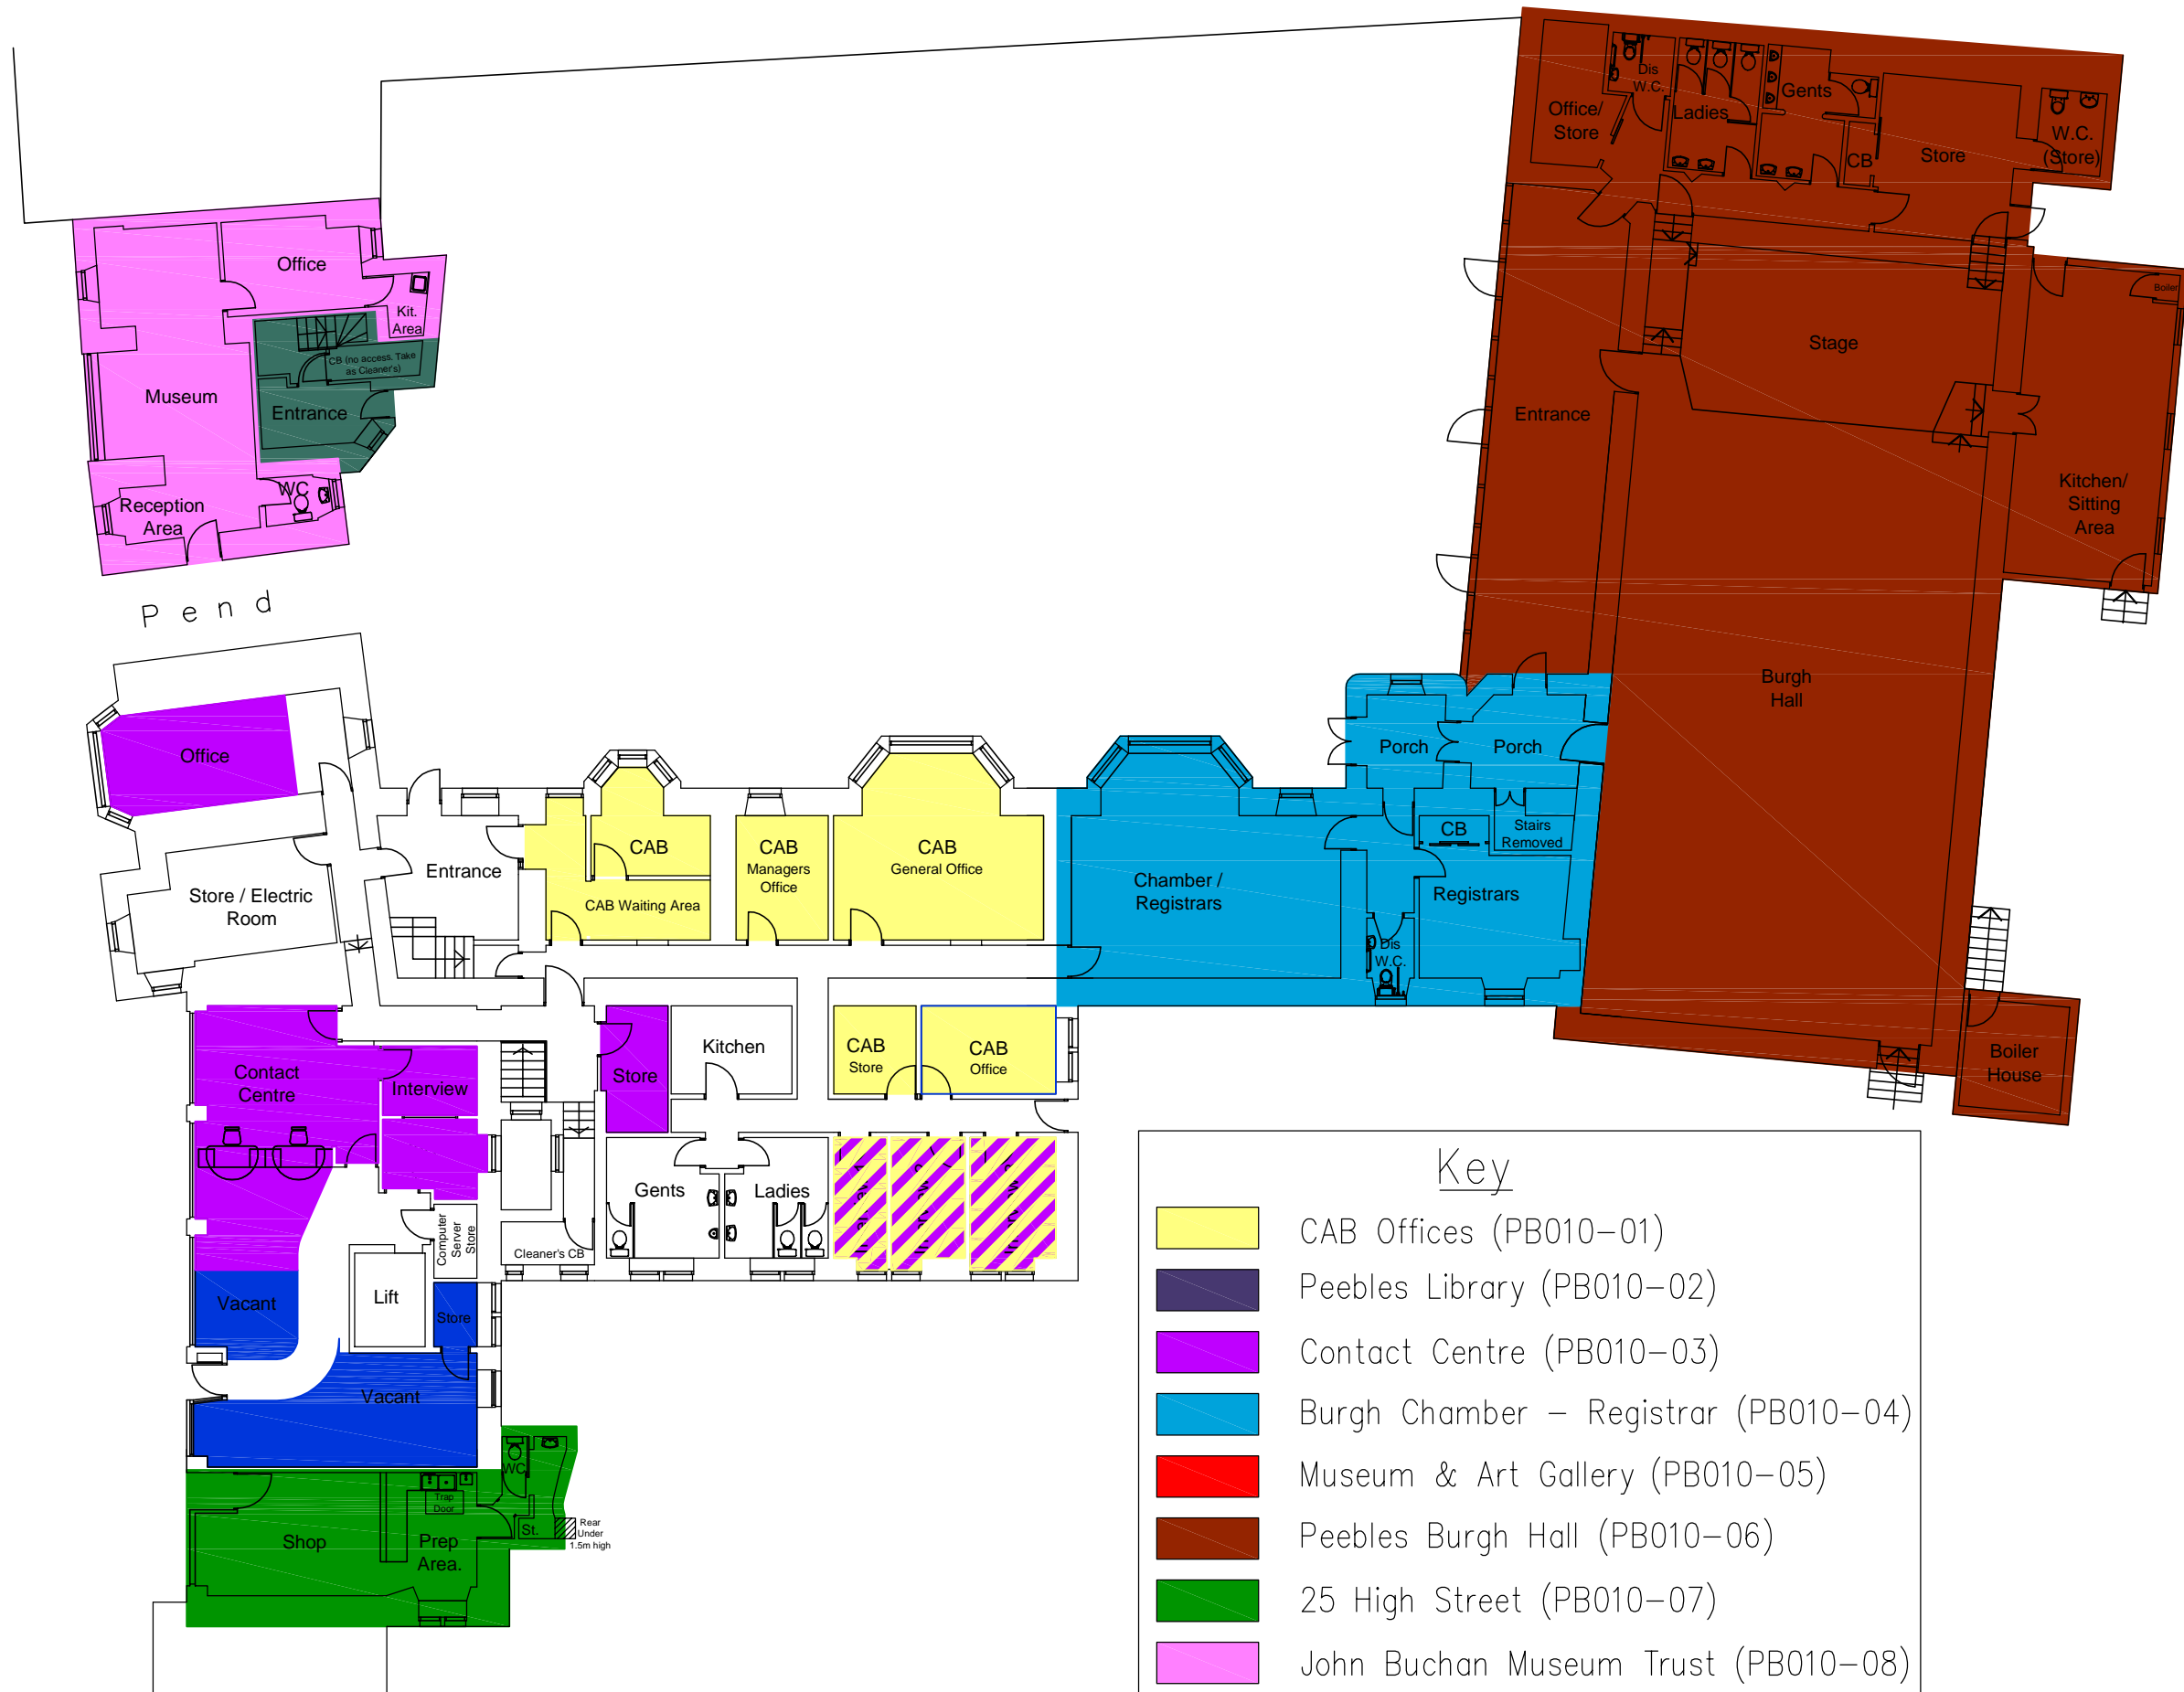 Dis
W.C.
Office/
Store
Ladies
Gents
CB
Store
W.C.
(Store)
Office
Kit.
Area
CB (no access. Take
as Cleaner's)
Museum
Entrance
WC
Reception
Area
Boiler
Stage
Entrance
Kitchen/
Sitting
Area
Burgh
Hall
Pend
Office
Store / Electric
Room
Entrance
CAB
CAB Waiting Area
CAB
Managers
Office
CAB
General Office
Chamber /
Registrars
Porch
Porch
CB
Stairs
Removed
Registrars
Dis
W.C.
Contact
Centre
Interview
Store
Kitchen
CAB
Store
CAB
Office
Boiler
House
Gents
Ladies
Computer
Server
Store
Cleaner's CB
Vacant
Lift
Store
Vacant
WC
Trap
Door
Shop
Prep
Area.
St.
Rear
Under
1.5m high
Key
CAB Offices (PB010-01)
Peebles Library (PB010-02)
Contact Centre (PB010-03)
Burgh Chamber - Registrar (PB010-04)
Museum & Art Gallery (PB010-05)
Peebles Burgh Hall (PB010-06)
25 High Street (PB010-07)
John Buchan Museum Trust (PB010-08)